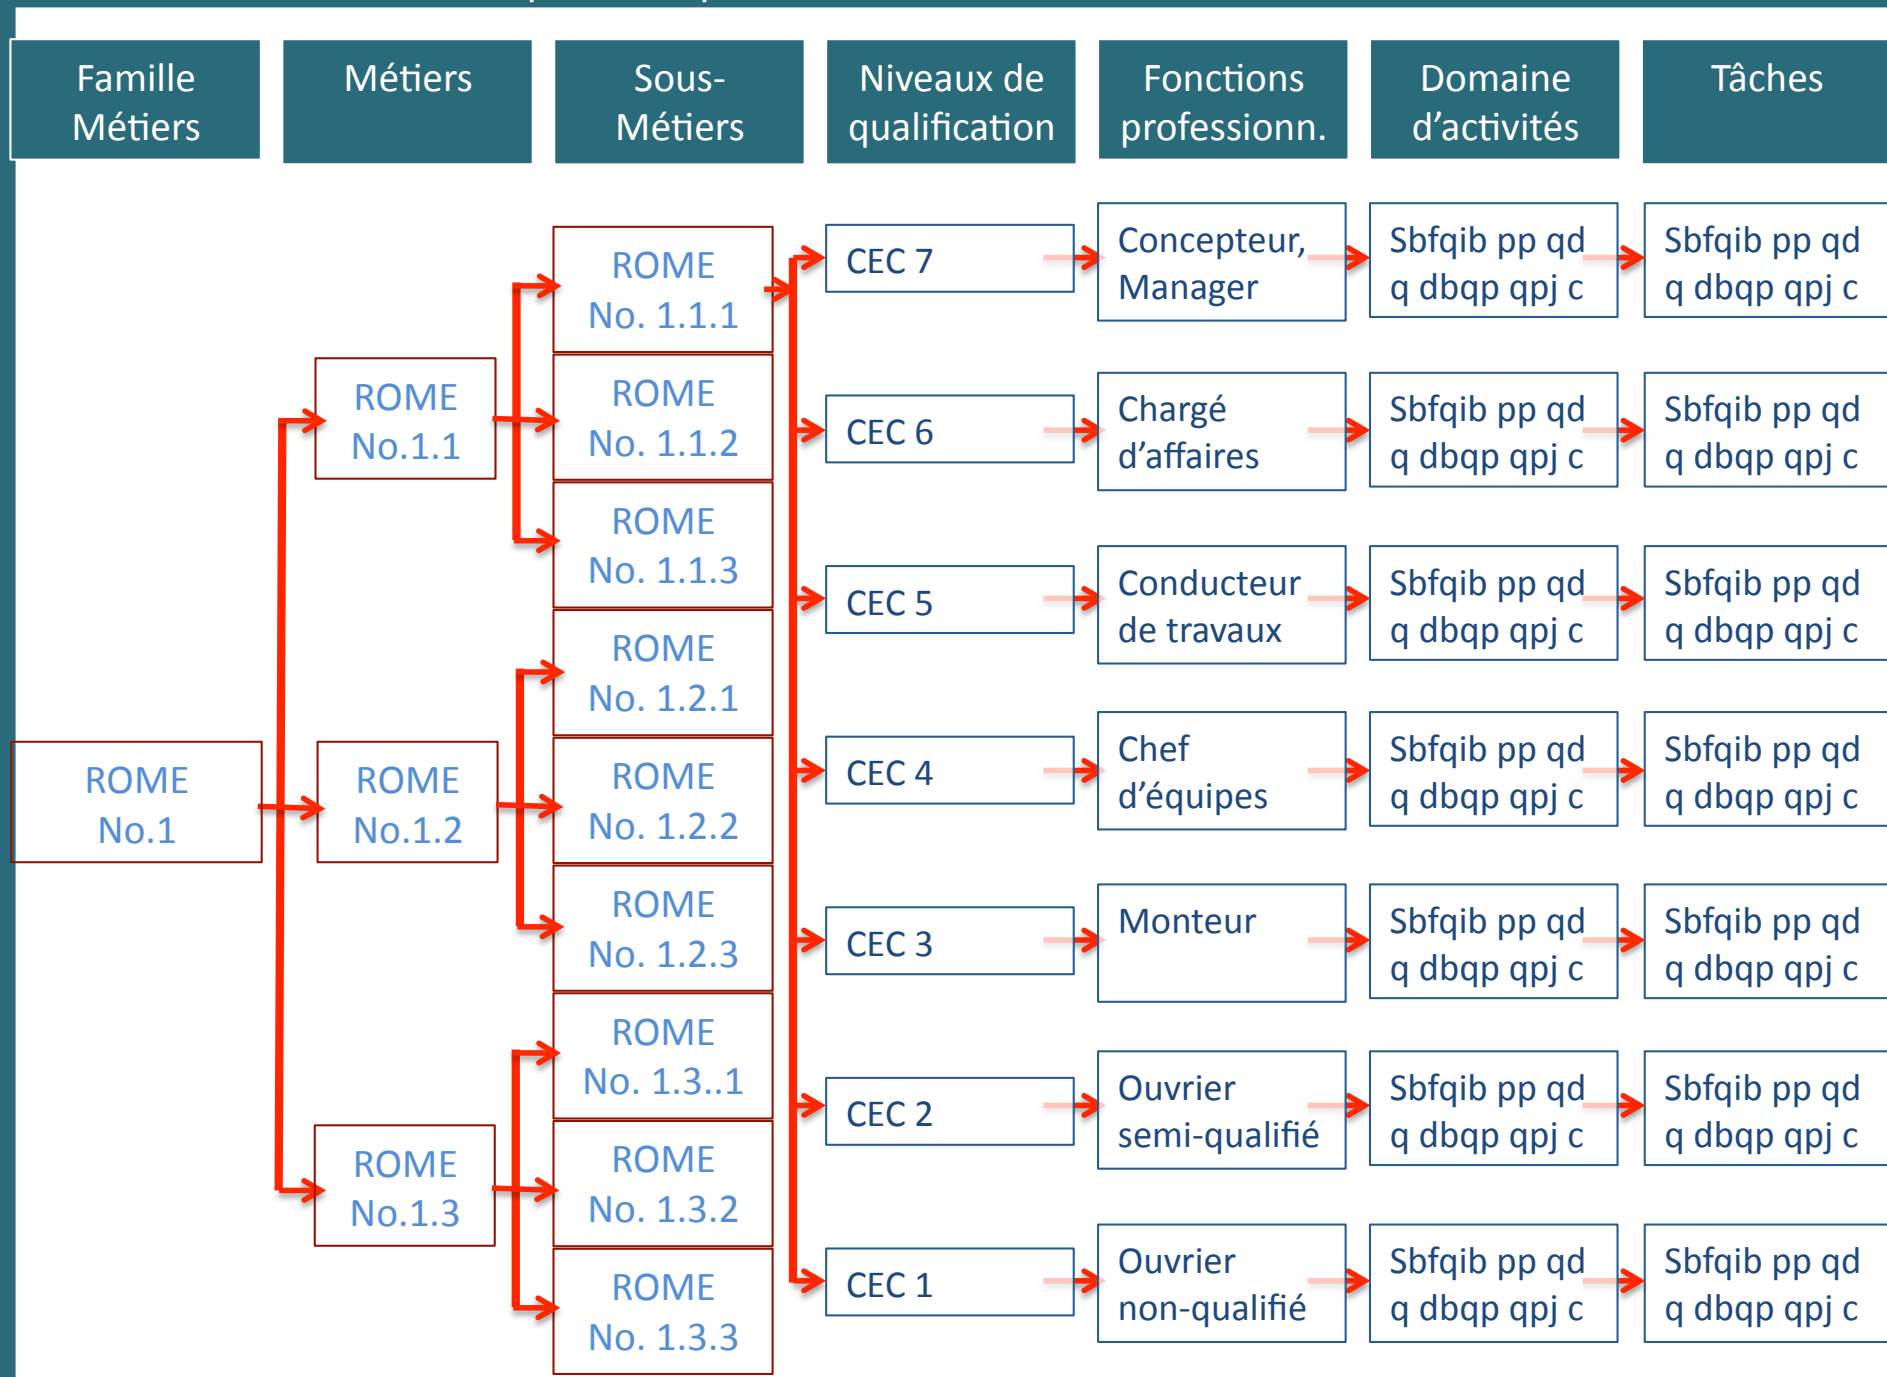 Famille
Métiers
Métiers
Sous-
Métiers
Niveaux de
qualification
Fonctions
professionn.
Domaine
d’activités
Tâches
ROME
No.1
ROME
No.1.1
ROME
No.1.2
ROME
No.1.3
ROME
No. 1.1.1
ROME
No. 1.1.2
ROME
No. 1.1.3
ROME
No. 1.2.1
ROME
No. 1.2.2
ROME
No. 1.2.3
ROME
No. 1.3..1
ROME
No. 1.3.2
ROME
No. 1.3.3
CEC 7
Concepteur,
Manager
Sbfqib pp qd
q dbqp qpj c
Sbfqib pp qd
q dbqp qpj c
CEC 6
Chargé
d’affaires
Sbfqib pp qd
q dbqp qpj c
Sbfqib pp qd
q dbqp qpj c
CEC 5
Conducteur
de travaux
Sbfqib pp qd
q dbqp qpj c
Sbfqib pp qd
q dbqp qpj c
CEC 4
Chef
d’équipes
Sbfqib pp qd
q dbqp qpj c
Sbfqib pp qd
q dbqp qpj c
CEC 3
Monteur
Sbfqib pp qd
q dbqp qpj c
Sbfqib pp qd
q dbqp qpj c
CEC 2
Ouvrier
semi-qualifié
Sbfqib pp qd
q dbqp qpj c
Sbfqib pp qd
q dbqp qpj c
CEC 1
Ouvrier
non-qualifié
Sbfqib pp qd
q dbqp qpj c
Sbfqib pp qd
q dbqp qpj c